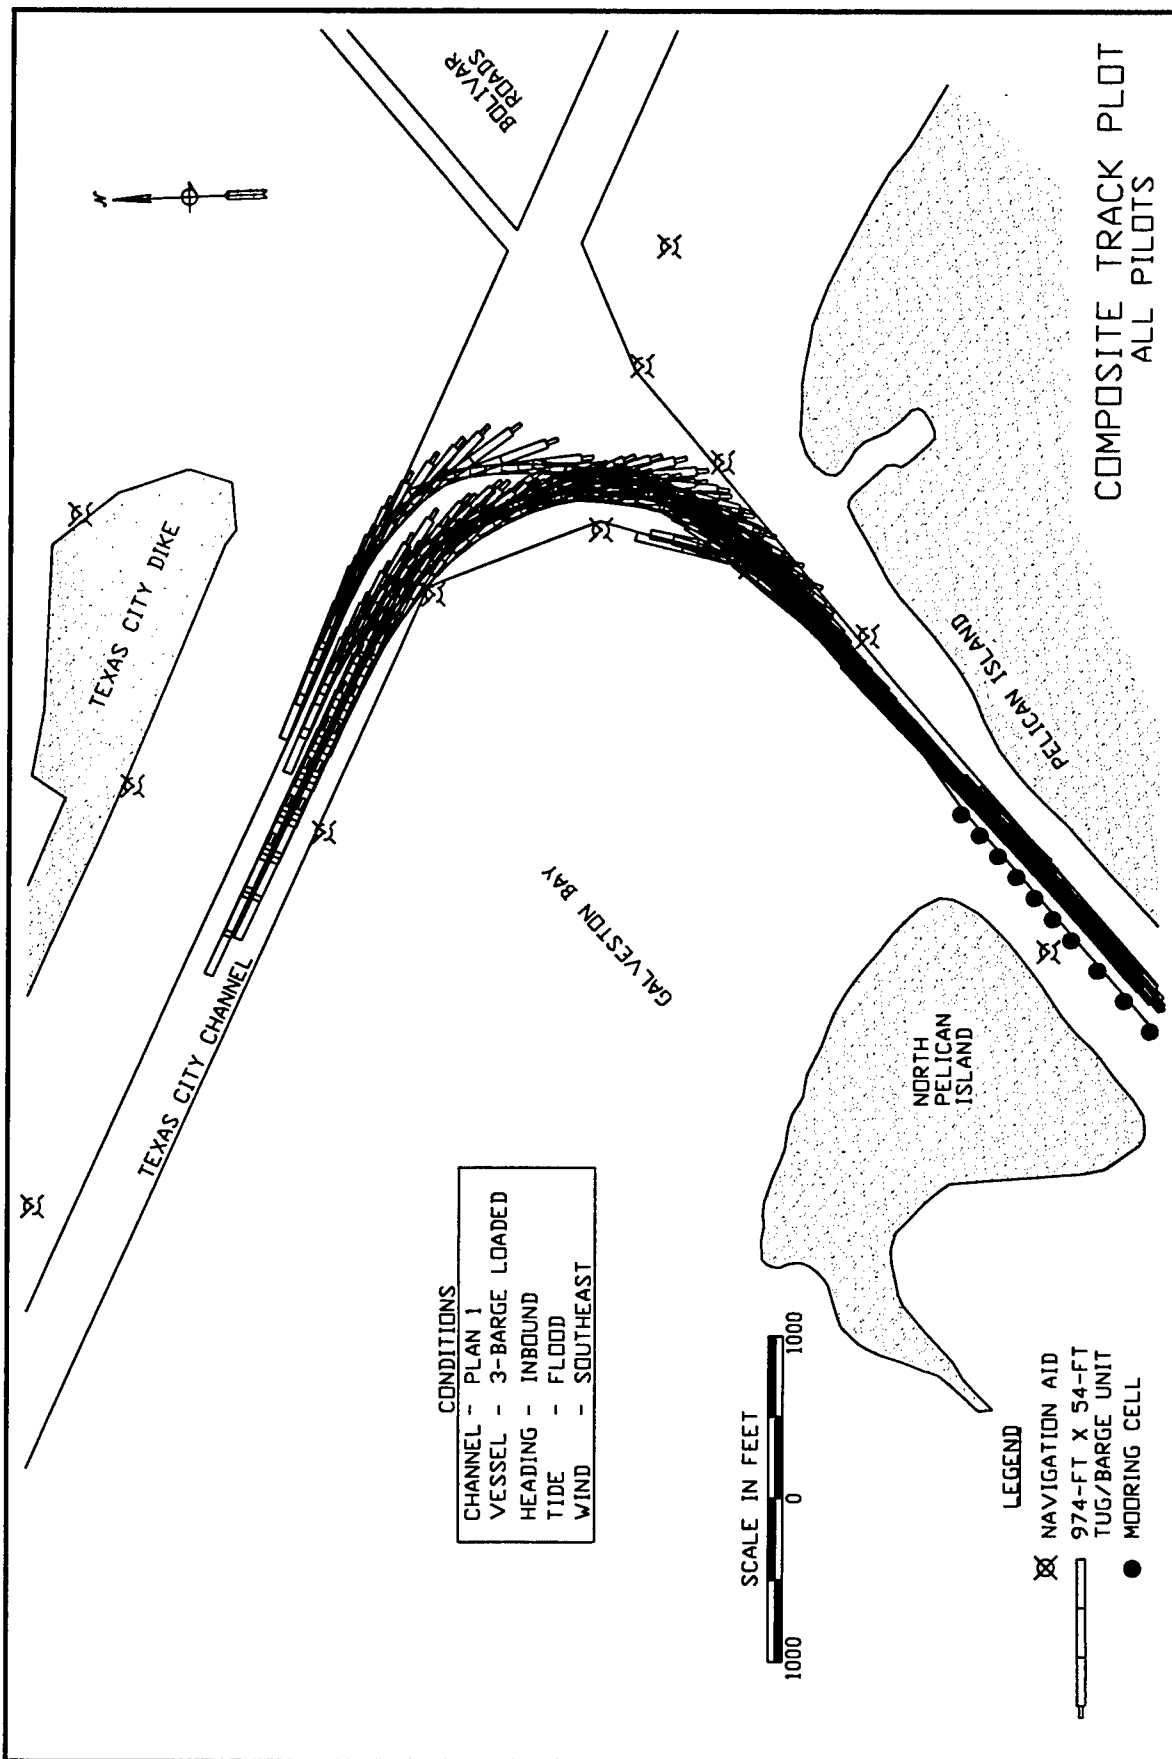 N
BOLIVAR
ROADS
TEXAS CITY DIKE
TEXAS CITY CHANNEL
GALVESTON BAY
PELICAN ISLAND
NORTH
PELICAN
ISLAND
CONDITIONS
CHANNEL - PLAN 1
VESSEL - 3-BARGE LOADED
HEADING - INBOUND
TIDE - FLOOD
WIND - SOUTHEAST
SCALE IN FEET
1000 0 1000
LEGEND
NAVIGATION AID
974-FT X 54-FT
TUG/BARGE UNIT
MOORING CELL
COMPOSITE TRACK PLOT
ALL PILOTS